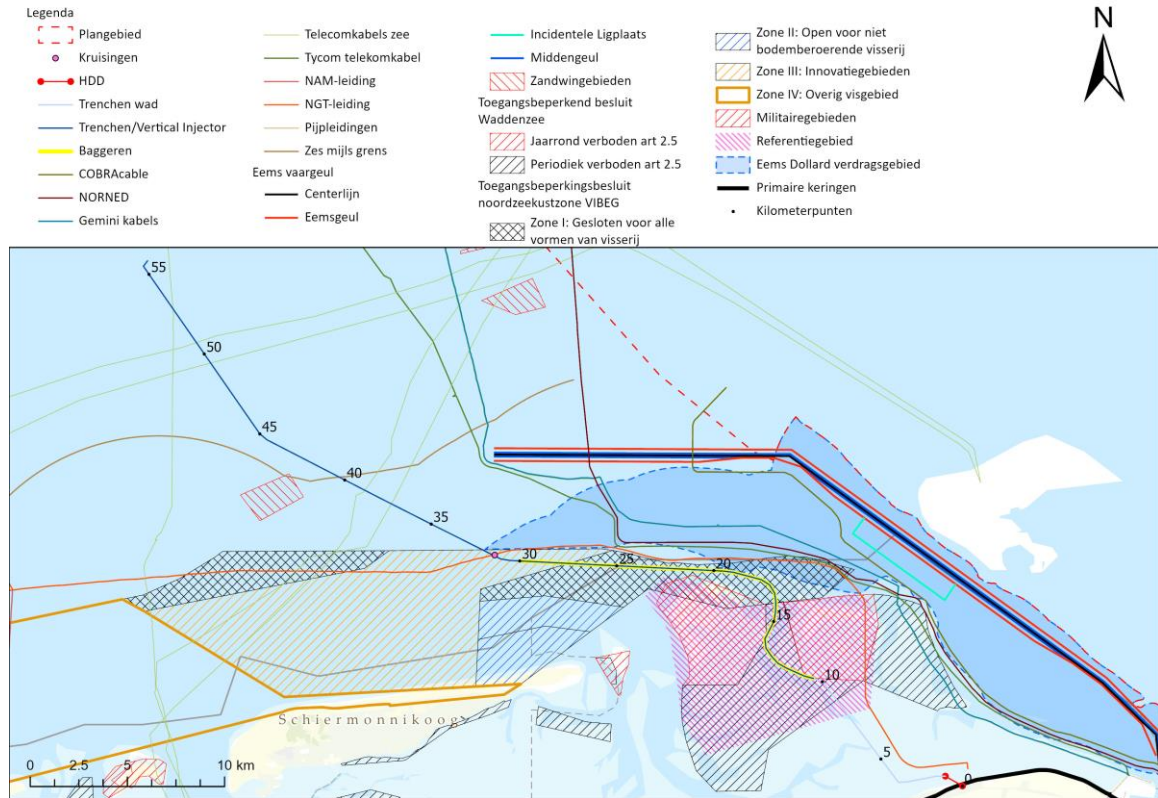 Legenda
Plangebied
Kruisingen
HDD
Trenchen wad
Trenchen/Vertical Injector
Baggeren
COBRAcable
NORNED
Gemini kabels
Telecomkabels zee
Tycom telekomkabel
NAM-leiding
NGT-leiding
Pijpleidingen
Zes mijls grens
Eems vaargeul
Centerlijn
Eemsgeul
Incidentele Ligplaats
Middengeul
Zandwingebieden
Toegangsbeperkend besluit
Waddenzee
Jaarrond verboden art 2.5
Periodiek verboden art 2.5
Toegangsbeperkingsbesluit
noordzeekustzone VIBEG
Zone I: Gesloten voor alle
vormen van visserij
Zone II: Open voor niet
bodemberoerende visserij
Zone III: Innovatiegebieden
Zone IV: Overig visgebied
Militairegebieden
Referentiegebied
Eems Dollard verdragsgebied
Primaire keringen
Kilometerpunten
N
55
50
45
40
35
30
25
20
15
10
5
0
Schiermonnikoog
0 2.5 5 10 km